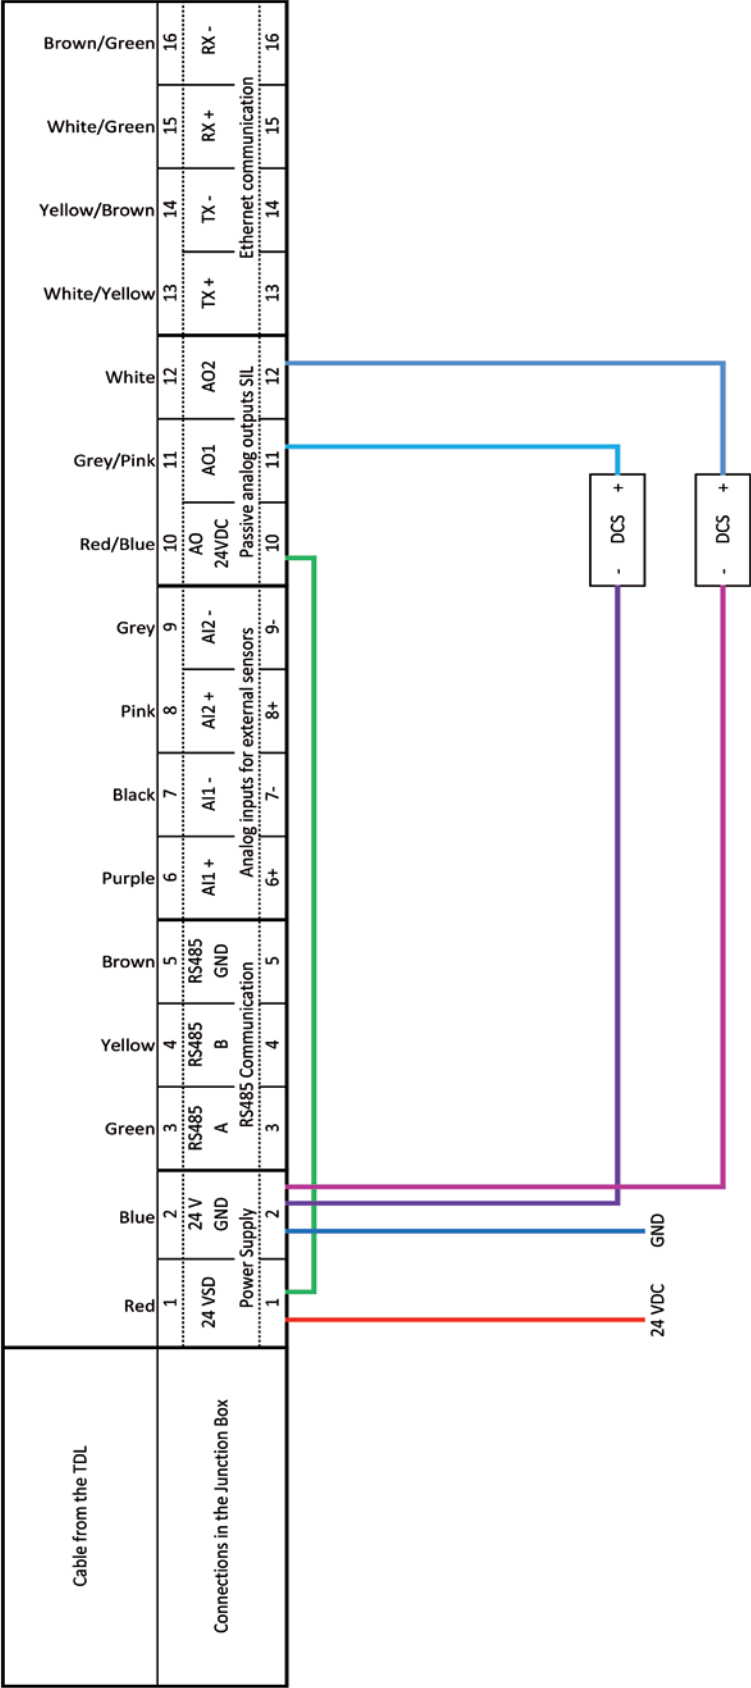 Cable from the TDL
Red
Blue
Green
Yellow
Brown
Purple
Black
Pink
Grey
Red/Blue
Grey/Pink
White
White/Yellow
Yellow/Brown
White/Green
Brown/Green
Connections in the Junction Box
1
2
3
4
5
6
7
8
9
10
11
12
13
14
15
16
24 VSD
24 V
GND
RS485
A
RS485
B
RS485
GND
AI1 +
AI1 -
AI2 +
AI2 -
AO
24VDC
AO1
AO2
TX +
TX -
RX +
RX -
Power Supply
RS485 Communication
Analog inputs for external sensors
Passive analog outputs SIL
Ethernet communication
1
2
3
4
5
6+
7-
8+
9-
10
11
12
13
14
15
16
- DCS +
- DCS +
24 VDC
GND